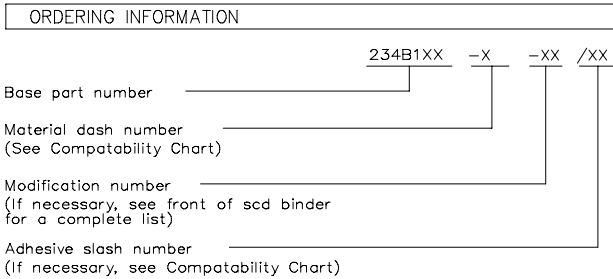 ORDERING INFORMATION
234B1XX -X -XX /XX
Base part number
Material dash number
(See Compatability Chart)
Modification number
(If necessary, see front of scd binder
for a complete list)
Adhesive slash number
(If necessary, see Compatability Chart)